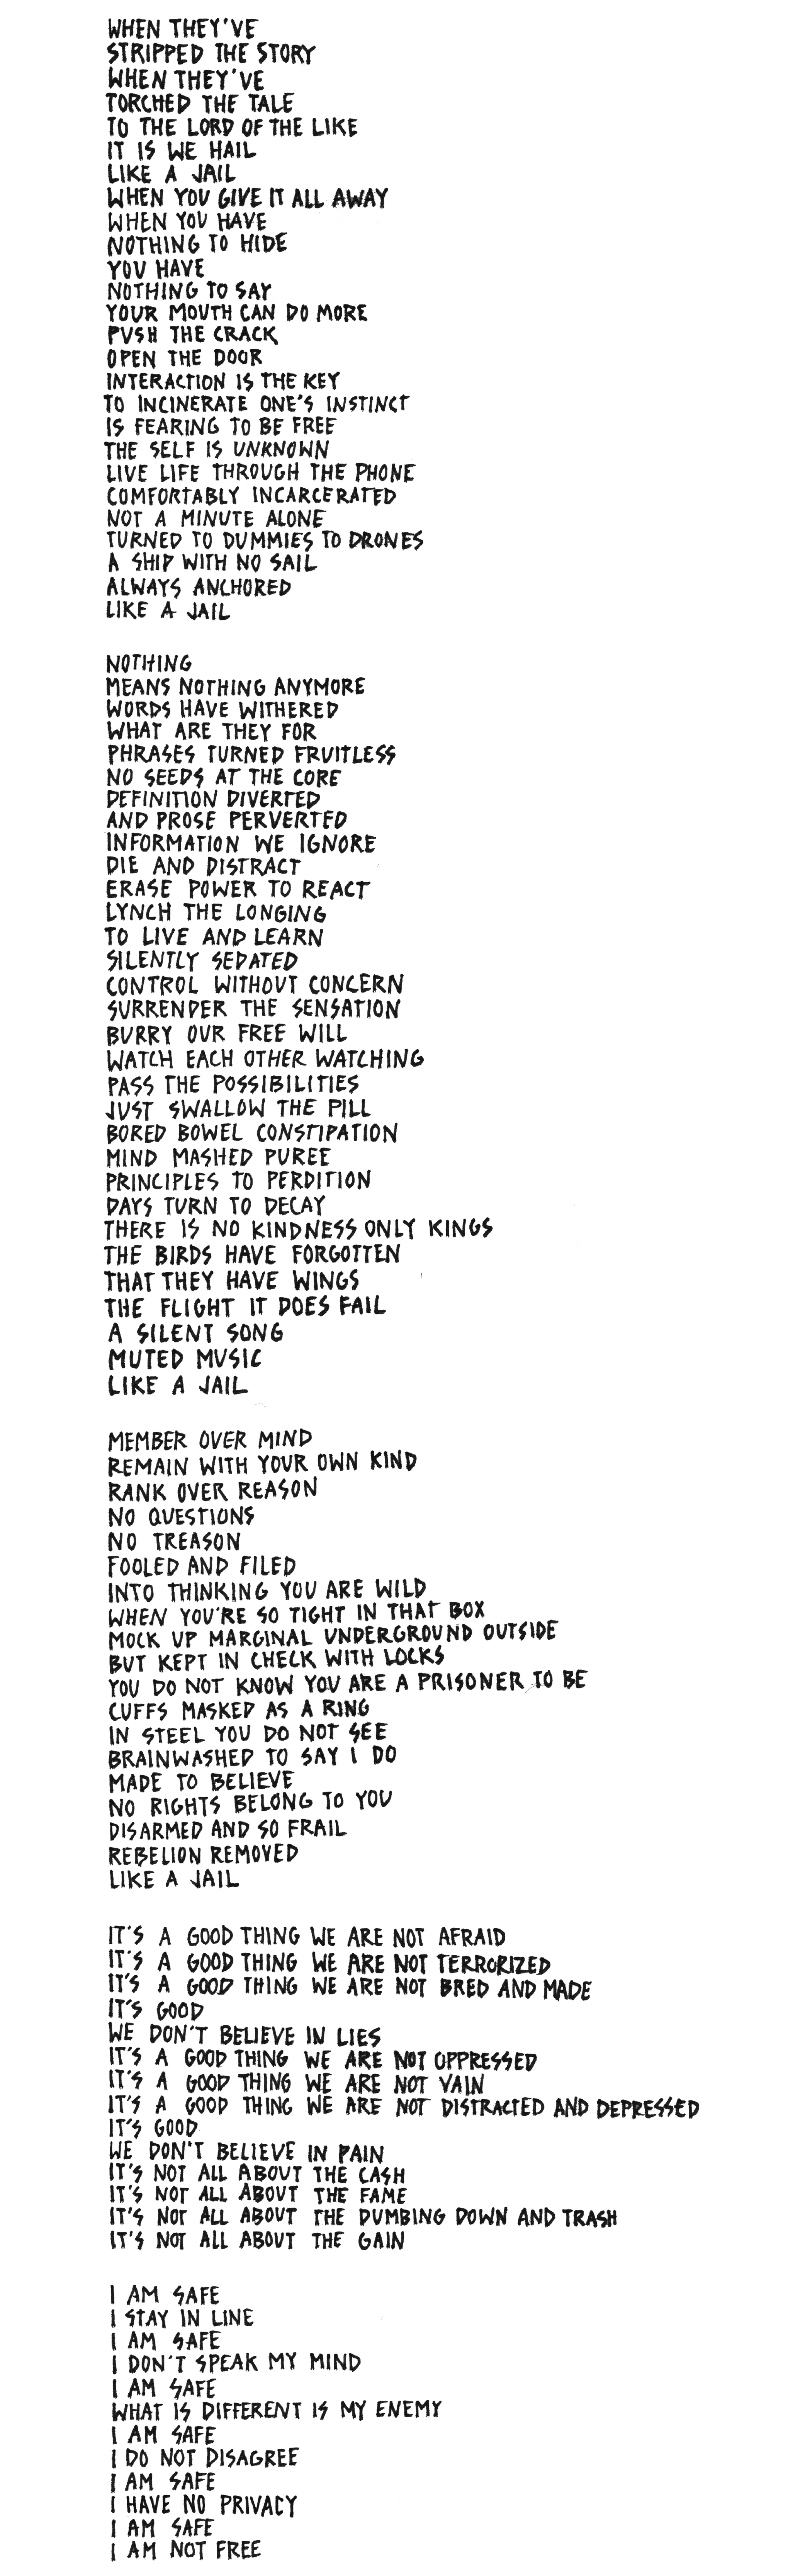 WHEN THEY'VE
STRIPPED THE STORY
WHEN THEY'VE
TORCHED THE TALE
TO THE LORD OF THE LIKE
IT IS WE HAIL
LIKE A JAIL
WHEN YOU GIVE IT ALL AWAY
WHEN YOU HAVE
NOTHING TO HIDE
YOU HAVE
NOTHING TO SAY
YOUR MOUTH CAN DO MORE
PUSH THE CRACK
OPEN THE DOOR
INTERACTION IS THE KEY
TO INCINERATE ONE'S INSTINCT
IS FEARING TO BE FREE
THE SELF IS UNKNOWN
LIVE LIFE THROUGH THE PHONE
COMFORTABLY INCARCERATED
NOT A MINUTE ALONE
TURNED TO DUMMIES TO DRONES
A SHIP WITH NO SAIL
ALWAYS ANCHORED
LIKE A JAIL

NOTHING
MEANS NOTHING ANYMORE
WORDS HAVE WITHERED
WHAT ARE THEY FOR
PHRASES TURNED FRUITLESS
NO SEEDS AT THE CORE
DEFINITION DIVERTED
AND PROSE PERVERTED
INFORMATION WE IGNORE
DIE AND DISTRACT
ERASE POWER TO REACT
LYNCH THE LONGING
TO LIVE AND LEARN
SILENTLY SEDATED
CONTROL WITHOUT CONCERN
SURRENDER THE SENSATION
BURRY OUR FREE WILL
WATCH EACH OTHER WATCHING
PASS THE POSSIBILITIES
JUST SWALLOW THE PILL
BORED BOWEL CONSTIPATION
MIND MASHED PUREE
PRINCIPLES TO PERDITION
DAYS TURN TO DECAY
THERE IS NO KINDNESS ONLY KINGS
THE BIRDS HAVE FORGOTTEN
THAT THEY HAVE WINGS
THE FLIGHT IT DOES FAIL
A SILENT SONG
MUTED MUSIC
LIKE A JAIL

MEMBER OVER MIND
REMAIN WITH YOUR OWN KIND
RANK OVER REASON
NO QUESTIONS
NO TREASON
FOOLED AND FILED
INTO THINKING YOU ARE WILD
WHEN YOU'RE SO TIGHT IN THAT BOX
MOCK UP MARGINAL UNDERGROUND OUTSIDE
BUT KEPT IN CHECK WITH LOCKS
YOU DO NOT KNOW YOU ARE A PRISONER TO BE
CUFFS MASKED AS A RING
IN STEEL YOU DO NOT SEE
BRAINWASHED TO SAY I DO
MADE TO BELIEVE
NO RIGHTS BELONG TO YOU
DISARMED AND SO FRAIL
REBELION REMOVED
LIKE A JAIL

IT'S A GOOD THING WE ARE NOT AFRAID
IT'S A GOOD THING WE ARE NOT TERRORIZED
IT'S A GOOD THING WE ARE NOT BRED AND MADE
IT'S GOOD
WE DON'T BELIEVE IN LIES
IT'S A GOOD THING WE ARE NOT OPPRESSED
IT'S A GOOD THING WE ARE NOT VAIN
IT'S A GOOD THING WE ARE NOT DISTRACTED AND DEPRESSED
IT'S GOOD
WE DON'T BELIEVE IN PAIN
IT'S NOT ALL ABOUT THE CASH
IT'S NOT ALL ABOUT THE FAME
IT'S NOT ALL ABOUT THE DUMBING DOWN AND TRASH
IT'S NOT ALL ABOUT THE GAIN

I AM SAFE
I STAY IN LINE
I AM SAFE
I DON'T SPEAK MY MIND
I AM SAFE
WHAT IS DIFFERENT IS MY ENEMY
I AM SAFE
I DO NOT DISAGREE
I AM SAFE
I HAVE NO PRIVACY
I AM SAFE
I AM NOT FREE